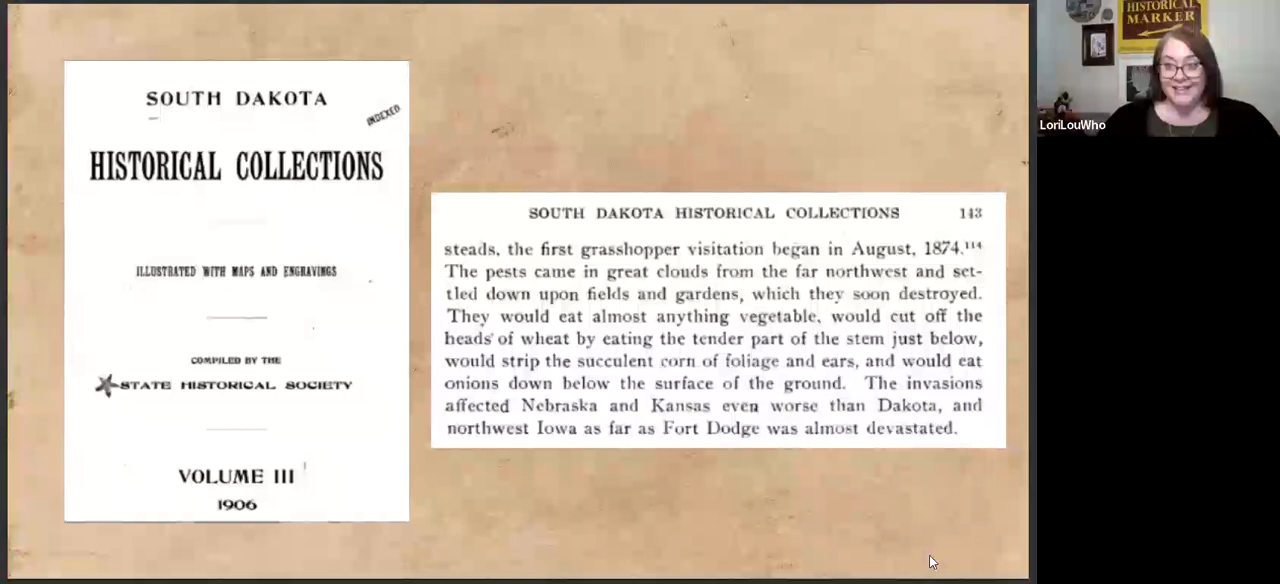 SOUTH DAKOTA
INDEXED
HISTORICAL COLLECTIONS
ILLUSTRATED WITH MAPS AND ENGRAVINGS
COMPILED BY THE
STATE HISTORICAL SOCIETY
VOLUME III
1906
SOUTH DAKOTA HISTORICAL COLLECTIONS 143
steads, the first grasshopper visitation began in August, 1874.¹¹⁴
The pests came in great clouds from the far northwest and set-
tled down upon fields and gardens, which they soon destroyed.
They would eat almost anything vegetable, would cut off the
heads of wheat by eating the tender part of the stem just below,
would strip the succulent corn of foliage and ears, and would eat
onions down below the surface of the ground. The invasions
affected Nebraska and Kansas even worse than Dakota, and
northwest Iowa as far as Fort Dodge was almost devastated.
HISTORICAL
MARKER
LoriLouWho